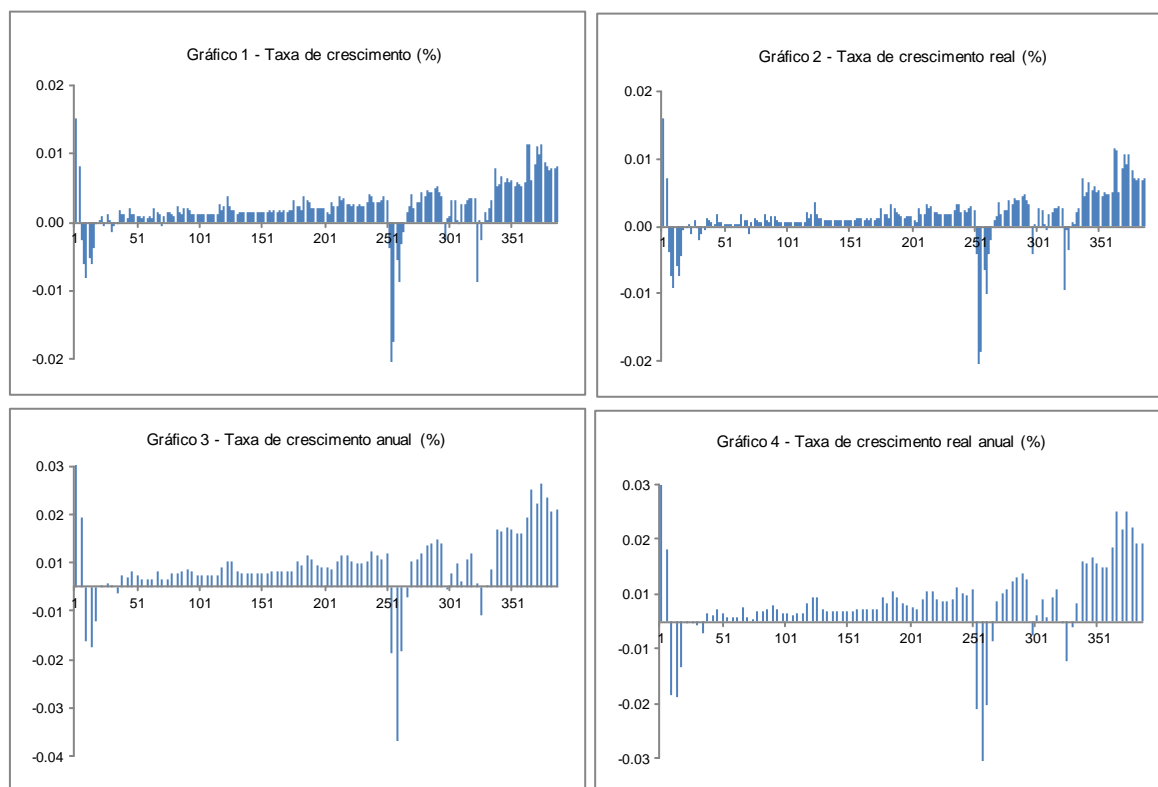 Gráfico 1 - Taxa de crescimento (%)
0.02
0.01
0.00
-0.01
-0.02
1 51 101 151 201 251 301 351
Gráfico 2 - Taxa de crescimento real (%)
0.02
0.01
0.00
-0.01
-0.02
1 51 101 151 201 251 301 351
Gráfico 3 - Taxa de crescimento anual (%)
0.03
0.02
0.01
-0.01
-0.02
-0.03
-0.04
1 51 101 151 201 251 301 351
Gráfico 4 - Taxa de crescimento real anual (%)
0.03
0.02
0.01
-0.01
-0.02
-0.03
1 51 101 151 201 251 301 351